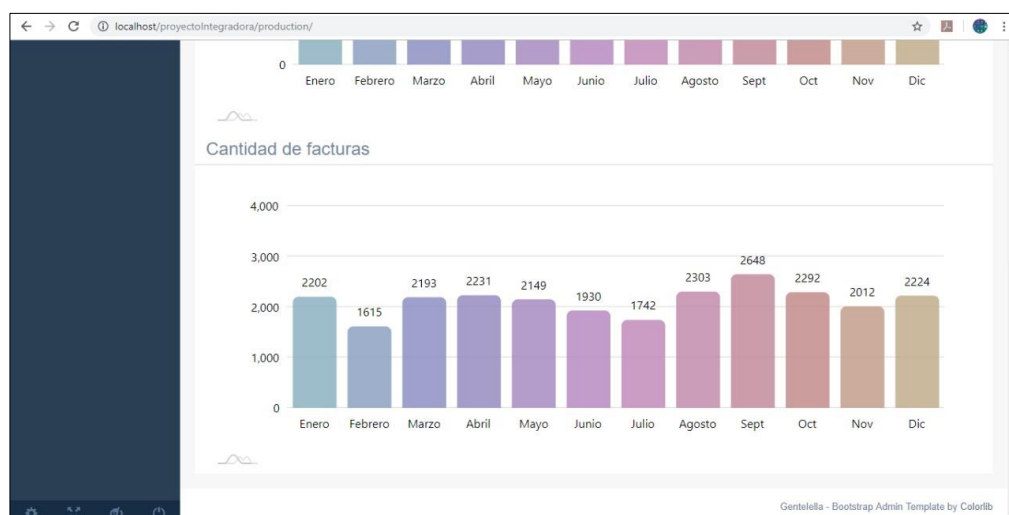 localhost/proyectoIntegradora/production/
0
Enero Febrero Marzo Abril Mayo Junio Julio Agosto Sept Oct Nov Dic
Cantidad de facturas
4,000
3,000
2,000
1,000
0
2202 1615 2193 2231 2149 1930 1742 2303 2648 2292 2012 2224
Enero Febrero Marzo Abril Mayo Junio Julio Agosto Sept Oct Nov Dic
Gentelella - Bootstrap Admin Template by Colorlib